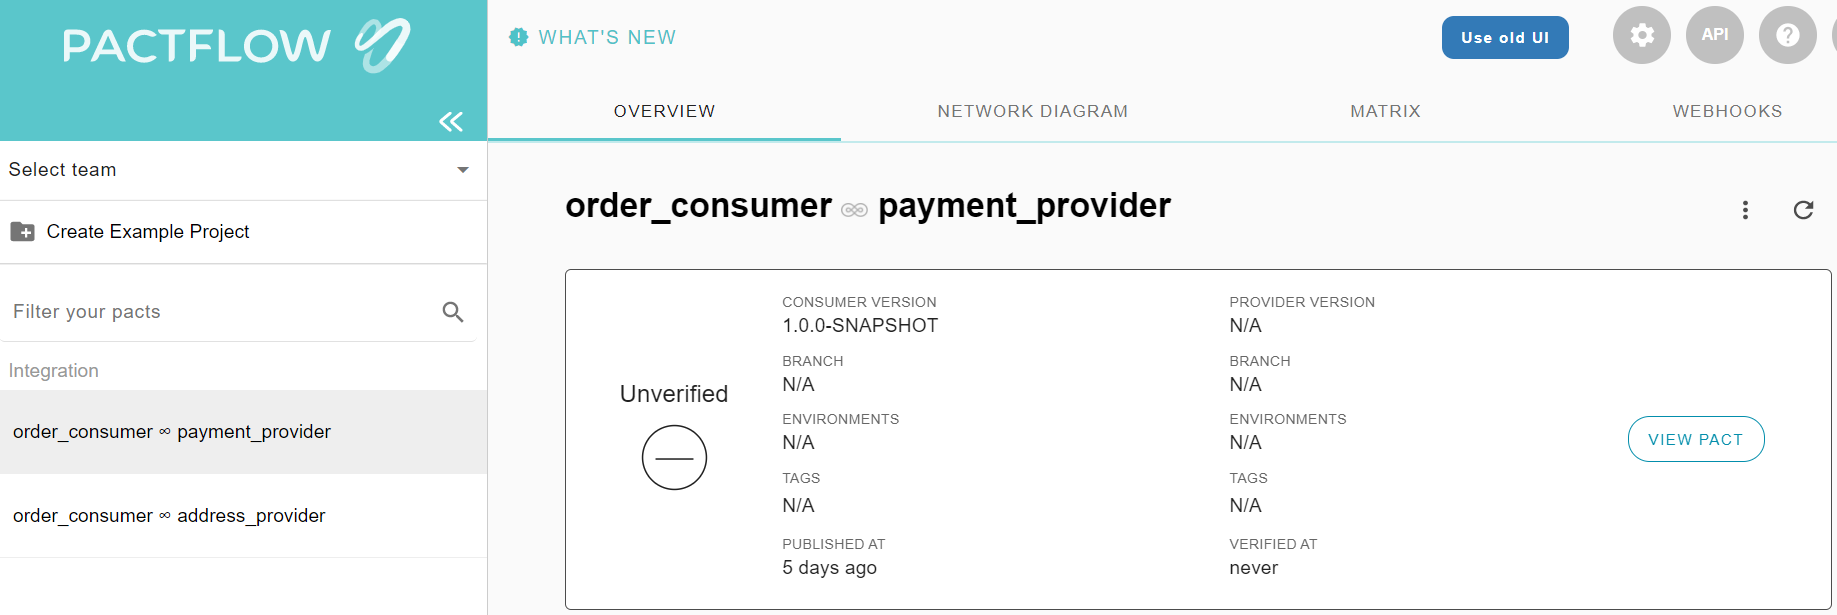 PACTFLOW
Select team
Create Example Project
Filter your pacts
Integration
order_consumer ∞ payment_provider
order_consumer ∞ address_provider
WHAT'S NEW
Use old UI
API
?
OVERVIEW NETWORK DIAGRAM MATRIX WEBHOOKS
order_consumer payment_provider
Unverified
CONSUMER VERSION
1.0.0-SNAPSHOT
BRANCH
N/A
ENVIRONMENTS
N/A
TAGS
N/A
PUBLISHED AT
5 days ago
PROVIDER VERSION
N/A
BRANCH
N/A
ENVIRONMENTS
N/A
TAGS
N/A
VERIFIED AT
never
VIEW PACT